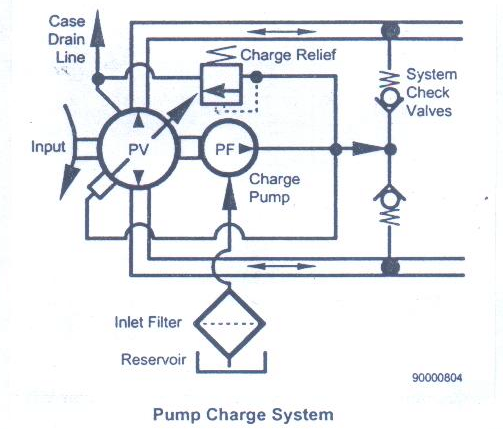 Case
Drain
Line
Charge Relief
System
Check
Valves
Input
PV
PF
Charge
Pump
Inlet Filter
Reservoir
90000804
Pump Charge System